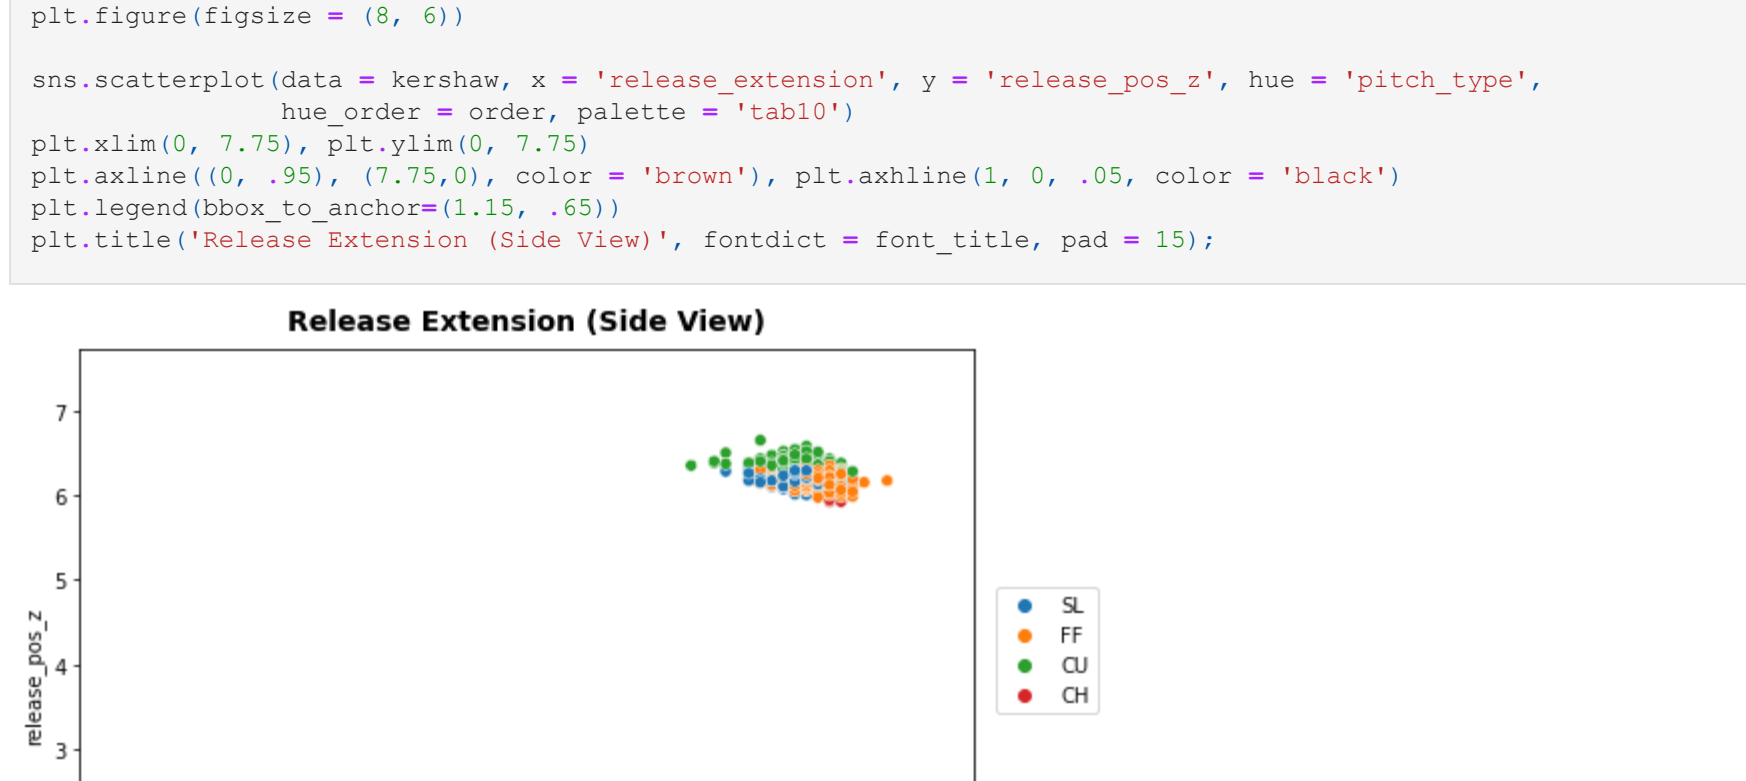 plt.figure(figsize = (8, 6))
sns.scatterplot(data = kershaw, x = 'release_extension', y = 'release_pos_z', hue = 'pitch_type',
hue_order = order, palette = 'tab10')
plt.xlim(0, 7.75), plt.ylim(0, 7.75)
plt.axline((0, .95), (7.75,0), color = 'brown'), plt.axhline(1, 0, .05, color = 'black')
plt.legend(bbox_to_anchor=(1.15, .65))
plt.title('Release Extension (Side View)', fontdict = font_title, pad = 15);
Release Extension (Side View)
7
6
5
4
3
release_pos_z
SL
FF
CU
CH